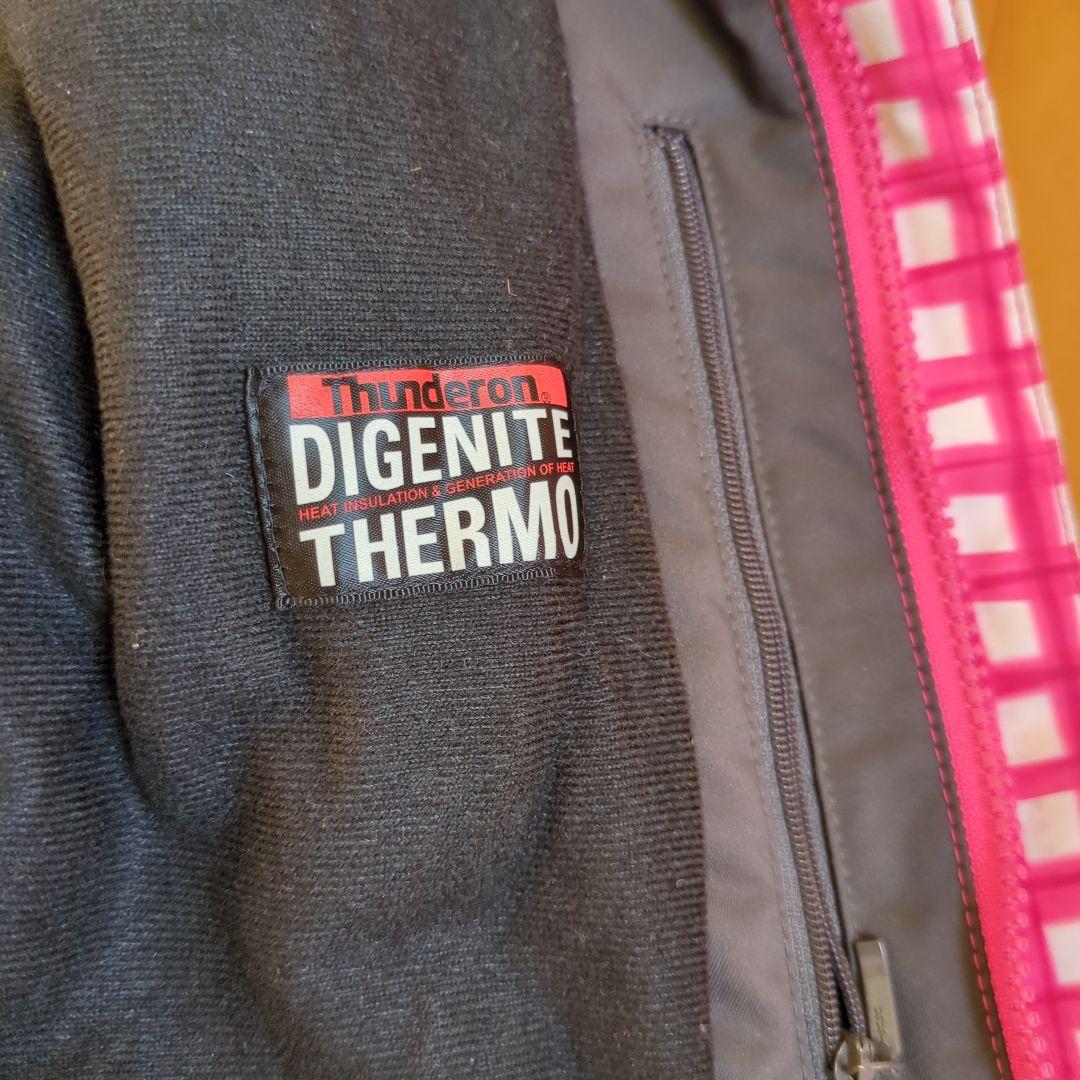 Thunderon®
DIGENITE
HEAT INSULATION & GENERATION OF HEAT
THERMO